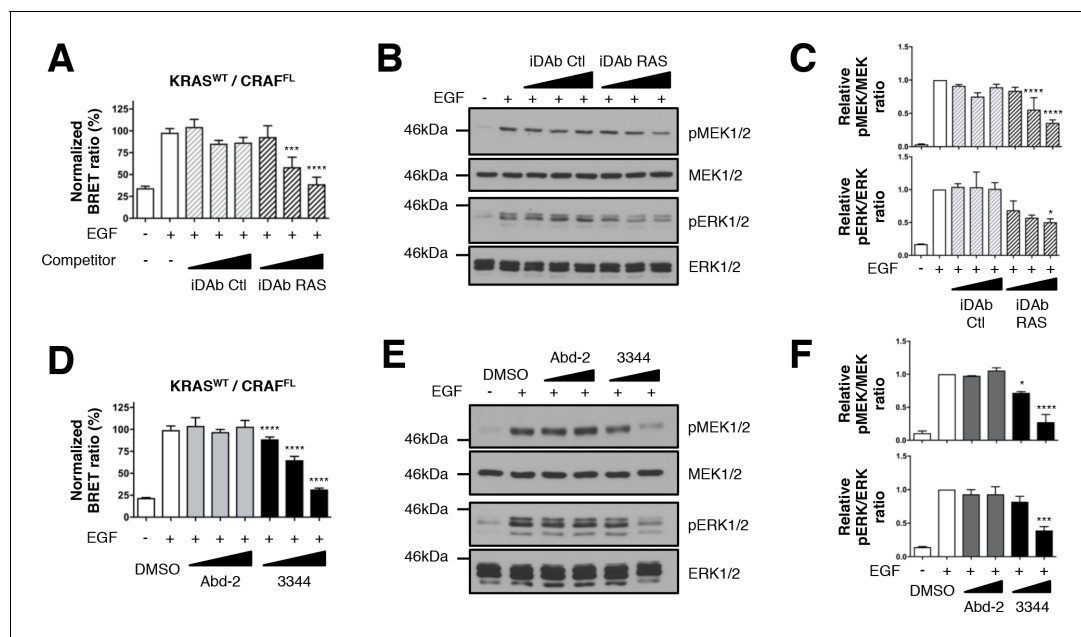 A
KRASWT / CRAFFL
Normalized
BRET ratio (%)
125
100
75
50
25
0
***
****
EGF - + + + + + + +
Competitor - -
iDAb Ctl iDAb RAS
B
iDAb Ctl iDAb RAS
EGF - + + + + + + +
46kDa pMEK1/2
46kDa MEK1/2
46kDa pERK1/2
46kDa ERK1/2
C
Relative
pMEK/MEK
ratio
1.5
1.0
0.5
0.0
****
****
Relative
pERK/ERK
ratio
1.5
1.0
0.5
0.0
*
EGF - + + + + + + +
iDAb
Ctl
iDAb
RAS
D
KRASWT / CRAFFL
Normalized
BRET ratio (%)
125
100
75
50
25
0
****
****
****
EGF - + + + + + + +
DMSO Abd-2 3344
E
DMSO Abd-2 3344
EGF - + + + + +
46kDa pMEK1/2
46kDa MEK1/2
46kDa pERK1/2
46kDa ERK1/2
F
Relative
pMEK/MEK
ratio
1.5
1.0
0.5
0.0
*
****
Relative
pERK/ERK
ratio
1.5
1.0
0.5
0.0
***
EGF - + + + + +
DMSO Abd-2 3344